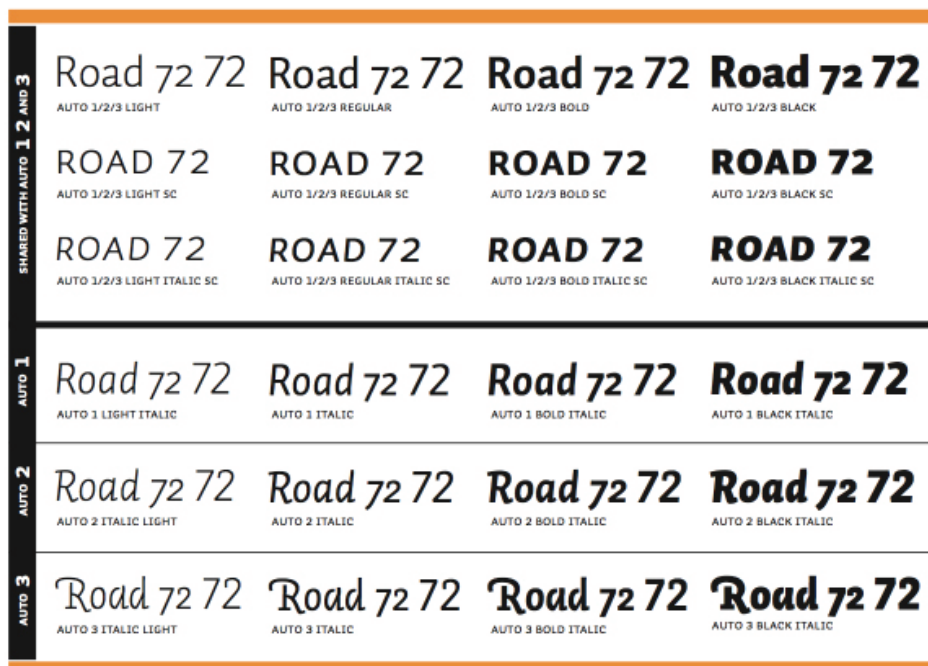 SHARED WITH AUTO 1 2 AND 3
Road 72 72 Road 72 72 Road 72 72 Road 72 72
AUTO 1/2/3 LIGHT AUTO 1/2/3 REGULAR AUTO 1/2/3 BOLD AUTO 1/2/3 BLACK
ROAD 72 ROAD 72 ROAD 72 ROAD 72
AUTO 1/2/3 LIGHT SC AUTO 1/2/3 REGULAR SC AUTO 1/2/3 BOLD SC AUTO 1/2/3 BLACK SC
ROAD 72 ROAD 72 ROAD 72 ROAD 72
AUTO 1/2/3 LIGHT ITALIC SC AUTO 1/2/3 REGULAR ITALIC SC AUTO 1/2/3 BOLD ITALIC SC AUTO 1/2/3 BLACK ITALIC SC
AUTO 1
Road 72 72 Road 72 72 Road 72 72 Road 72 72
AUTO 1 LIGHT ITALIC AUTO 1 ITALIC AUTO 1 BOLD ITALIC AUTO 1 BLACK ITALIC
AUTO 2
Road 72 72 Road 72 72 Road 72 72 Road 72 72
AUTO 2 ITALIC LIGHT AUTO 2 ITALIC AUTO 2 BOLD ITALIC AUTO 2 BLACK ITALIC
AUTO 3
Road 72 72 Road 72 72 Road 72 72 Road 72 72
AUTO 3 ITALIC LIGHT AUTO 3 ITALIC AUTO 3 BOLD ITALIC AUTO 3 BLACK ITALIC